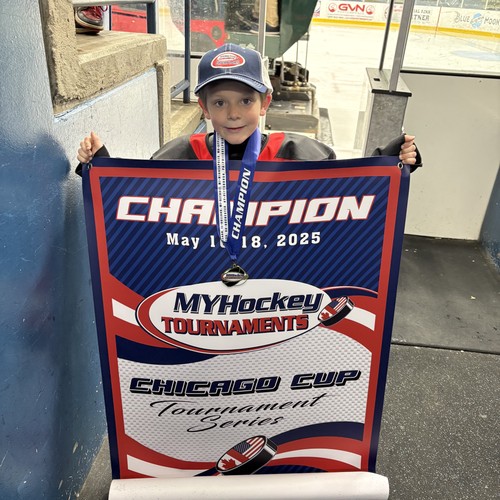 GVN
CHAMPION
CHAMPION
May 1 18, 2025
MYHockey
TOURNAMENTS
CHICAGO CUP
Tournament
Series